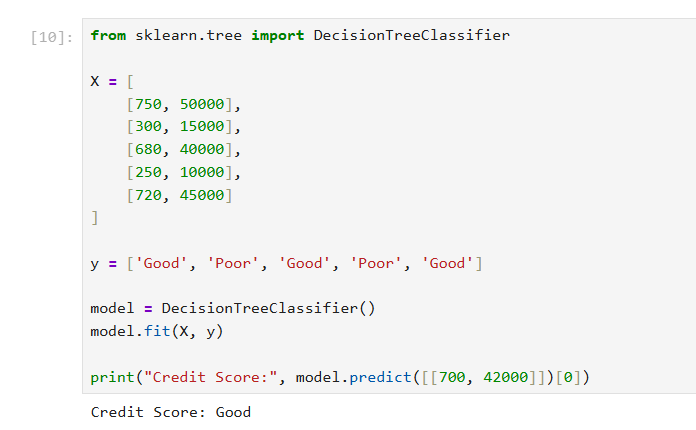 [10]: from sklearn.tree import DecisionTreeClassifier
X = [
    [750, 50000],
    [300, 15000],
    [680, 40000],
    [250, 10000],
    [720, 45000]
]
y = ['Good', 'Poor', 'Good', 'Poor', 'Good']
model = DecisionTreeClassifier()
model.fit(X, y)
print("Credit Score:", model.predict([[700, 42000]])[0])
Credit Score: Good